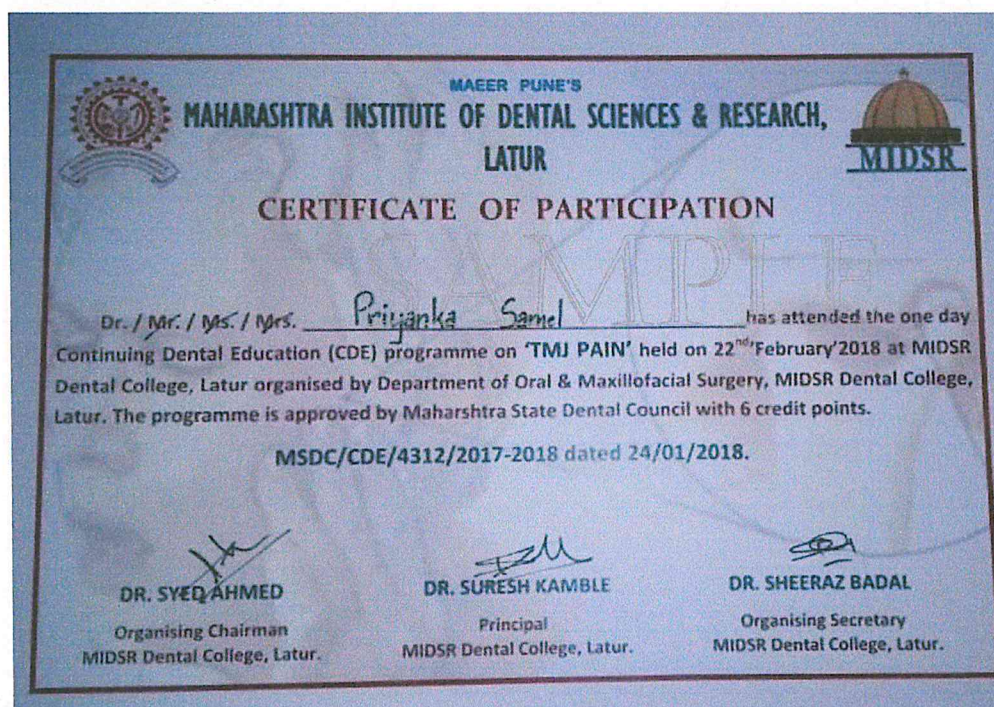 MAEER PUNE'S
MAHARASHTRA INSTITUTE OF DENTAL SCIENCES & RESEARCH,
LATUR
MIDSR
CERTIFICATE OF PARTICIPATION
SAMPLE
Dr. / Mr. / Ms. / Mrs. Priyanka Samel has attended the one day
Continuing Dental Education (CDE) programme on 'TMJ PAIN' held on 22nd'February'2018 at MIDSR
Dental College, Latur organised by Department of Oral & Maxillofacial Surgery, MIDSR Dental College,
Latur. The programme is approved by Maharshtra State Dental Council with 6 credit points.
MSDC/CDE/4312/2017-2018 dated 24/01/2018.
DR. SYED AHMED
Organising Chairman
MIDSR Dental College, Latur.
DR. SURESH KAMBLE
Principal
MIDSR Dental College, Latur.
DR. SHEERAZ BADAL
Organising Secretary
MIDSR Dental College, Latur.